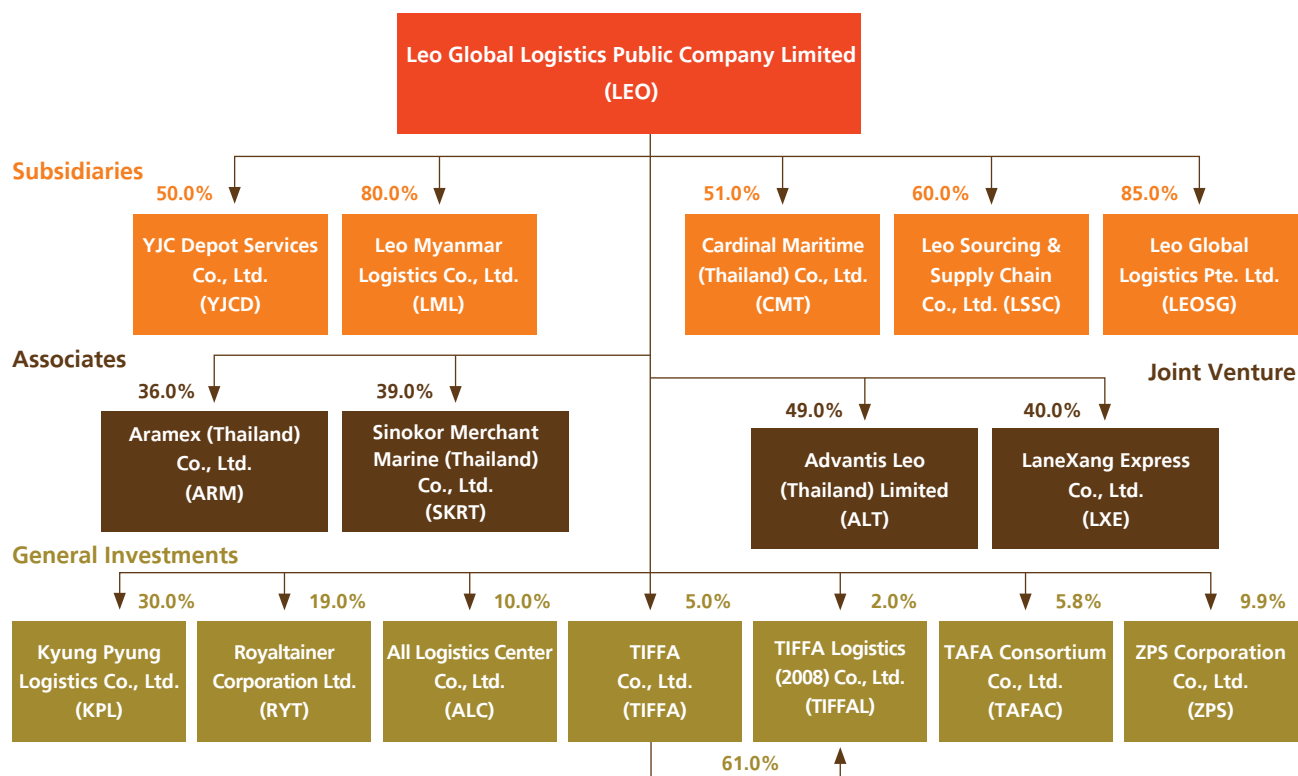 Leo Global Logistics Public Company Limited
(LEO)
Subsidiaries
50.0%
80.0%
51.0%
60.0%
85.0%
YJC Depot Services
Co., Ltd.
(YJCD)
Leo Myanmar
Logistics Co., Ltd.
(LML)
Cardinal Maritime
(Thailand) Co., Ltd.
(CMT)
Leo Sourcing &
Supply Chain
Co., Ltd. (LSSC)
Leo Global
Logistics Pte. Ltd.
(LEOSG)
Associates
Joint Venture
36.0%
39.0%
49.0%
40.0%
Aramex (Thailand)
Co., Ltd.
(ARM)
Sinokor Merchant
Marine (Thailand)
Co., Ltd.
(SKRT)
Advantis Leo
(Thailand) Limited
(ALT)
LaneXang Express
Co., Ltd.
(LXE)
General Investments
30.0%
19.0%
10.0%
5.0%
2.0%
5.8%
9.9%
Kyung Pyung
Logistics Co., Ltd.
(KPL)
Royaltainer
Corporation Ltd.
(RYT)
All Logistics Center
Co., Ltd.
(ALC)
TIFFA
Co., Ltd.
(TIFFA)
TIFFA Logistics
(2008) Co., Ltd.
(TIFFAL)
TAFA Consortium
Co., Ltd.
(TAFAC)
ZPS Corporation
Co., Ltd.
(ZPS)
61.0%